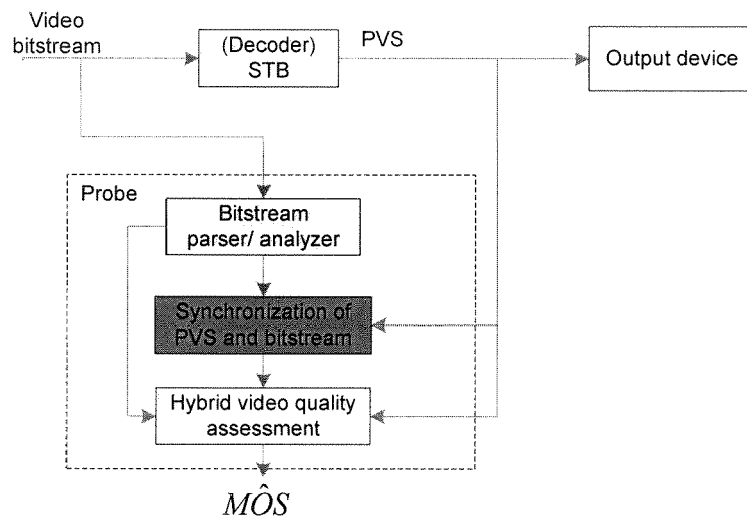 Video
bitstream
(Decoder)
STB
PVS
Output device
Probe
Bitstream
parser/ analyzer
Synchronization of
PVS and bitstream
Hybrid video quality
assessment
MÔS